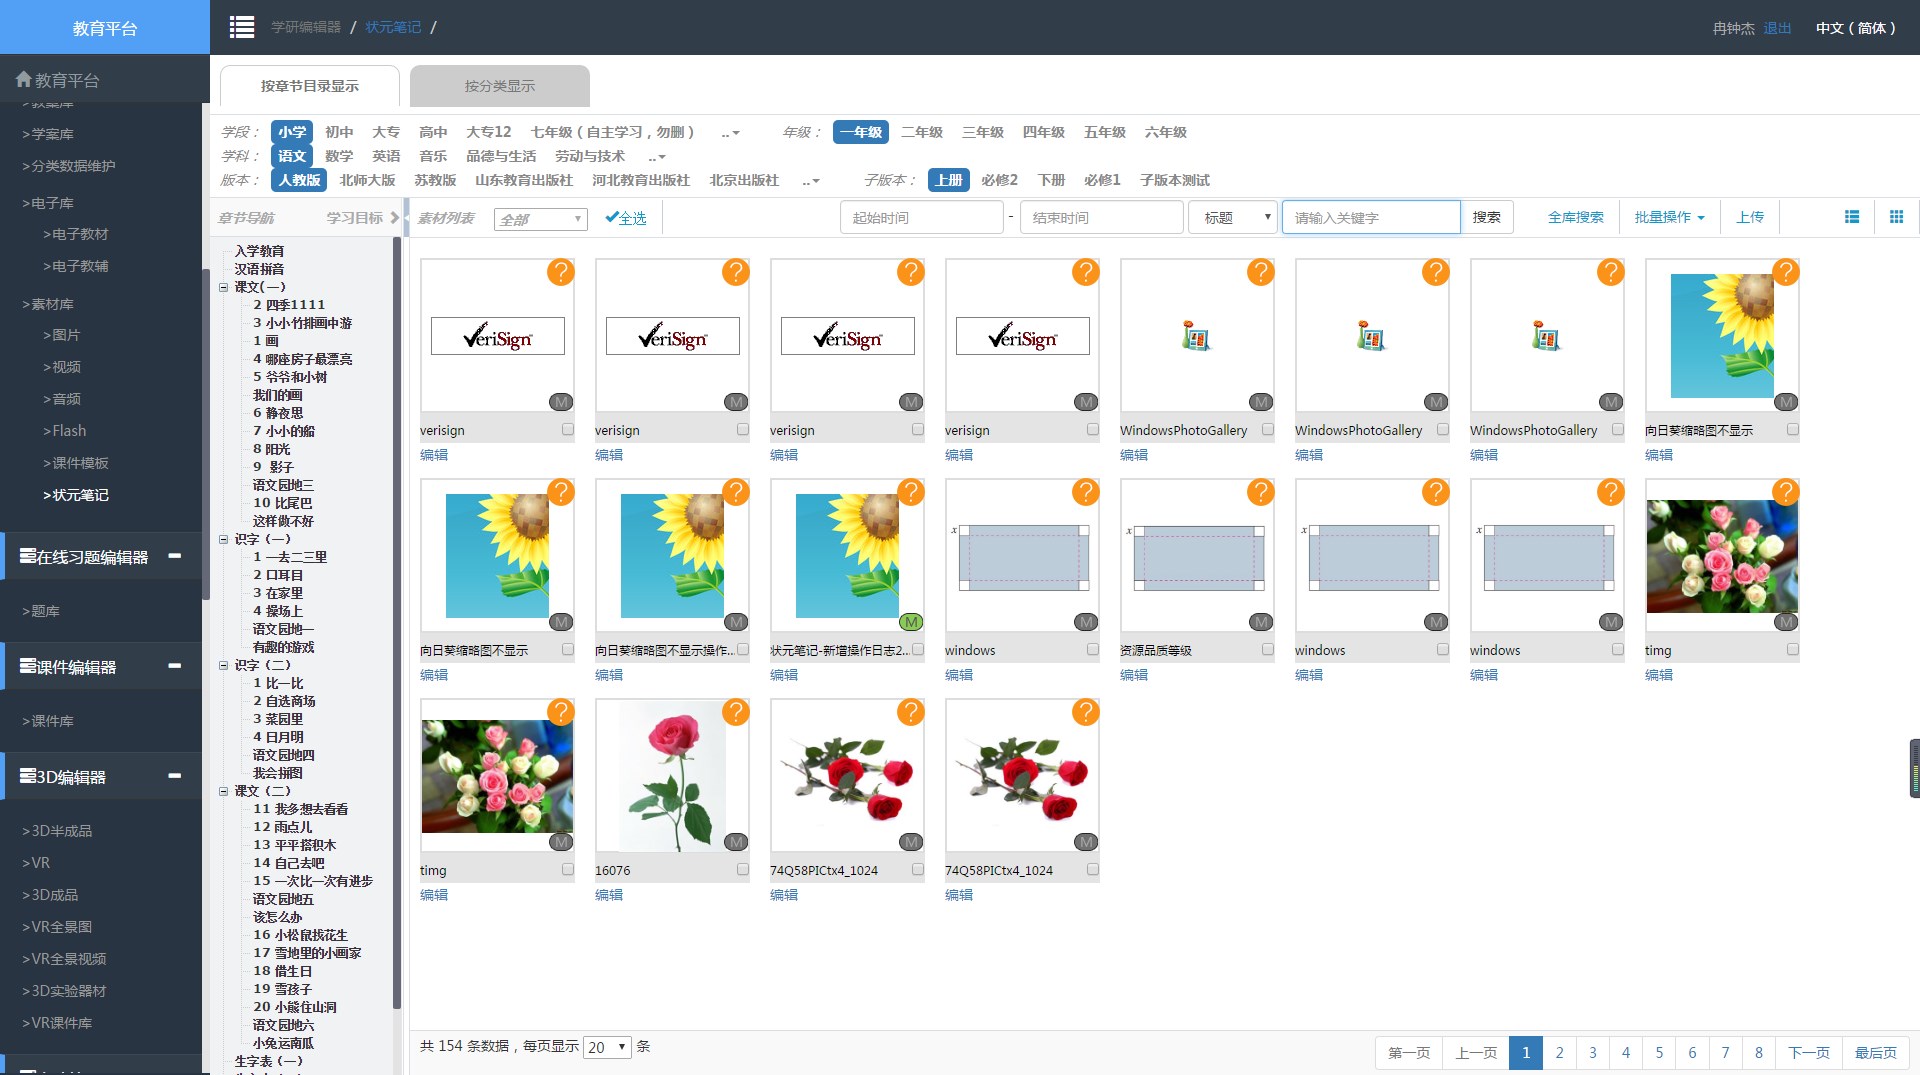 教育平台
学研编辑器 / 状元笔记 /
冉钟杰 退出 中文 ( 简体 )
教育平台
>教案库
>学案库
>分类数据维护
>电子库
>电子教材
>电子教辅
>素材库
>图片
>视频
>音频
>Flash
>课件模板
>状元笔记
在线习题编辑器
>题库
课件编辑器
>课件库
3D编辑器
>3D半成品
>VR
>3D成品
>VR全景图
>VR全景视频
>3D实验器材
>VR课件库
按章节目录显示 按分类显示
学段： 小学 初中 大专 高中 大专12 七年级 ( 自主学习 , 勿删 ) .. 年级： 一年级 二年级 三年级 四年级 五年级 六年级
学科： 语文 数学 英语 音乐 品德与生活 劳动与技术 ..
版本： 人教版 北师大版 苏教版 山东教育出版社 河北教育出版社 北京出版社 .. 子版本： 上册 必修2 下册 必修1 子版本测试
章节导航 学习目标 素材列表 全部 全选 起始时间 - 结束时间 标题 请输入关键字 搜索 全库搜索 批量操作 上传
入学教育
汉语拼音
课文(一)
2 四季1111
3 小小竹排画中游
1 画
4 哪座房子最漂亮
5 爷爷和小树
我们的画
6 静夜思
7 小小的船
8 阳光
9 影子
语文园地三
10 比尾巴
这样做不好
识字（一）
1 一去二三里
2 口耳目
3 在家里
4 操场上
语文园地一
有趣的游戏
识字（二）
1 比一比
2 自选商场
3 菜园里
4 日月明
语文园地四
我会拼图
课文（二）
11 我多想去看看
12 雨点儿
13 平平搭积木
14 自己去吧
15 一次比一次有进步
语文园地五
该怎么办
16 小松鼠找花生
17 雪地里的小画家
18 借生日
19 雪孩子
20 小熊住山洞
语文园地六
小兔运南瓜
生字表（一）
? ? ? ? ? ? ? ?
VeriSign VeriSign VeriSign VeriSign
M M M M M M M M
verisign verisign verisign verisign WindowsPhotoGallery WindowsPhotoGallery WindowsPhotoGallery 向日葵缩略图不显示
编辑 编辑 编辑 编辑 编辑 编辑 编辑 编辑
? ? ? ? ? ? ? ?
x x x x
M M M M M M M M
向日葵缩略图不显示 向日葵缩略图不显示操作... 状元笔记-新增操作日志2... windows 资源品质等级 windows windows timg
编辑 编辑 编辑 编辑 编辑 编辑 编辑 编辑
? ? ? ?
M M M M
timg 16076 74Q58PICtx4_1024 74Q58PICtx4_1024
编辑 编辑 编辑 编辑
共 154 条数据 , 每页显示 20 条
第一页 上一页 1 2 3 4 5 6 7 8 下一页 最后页